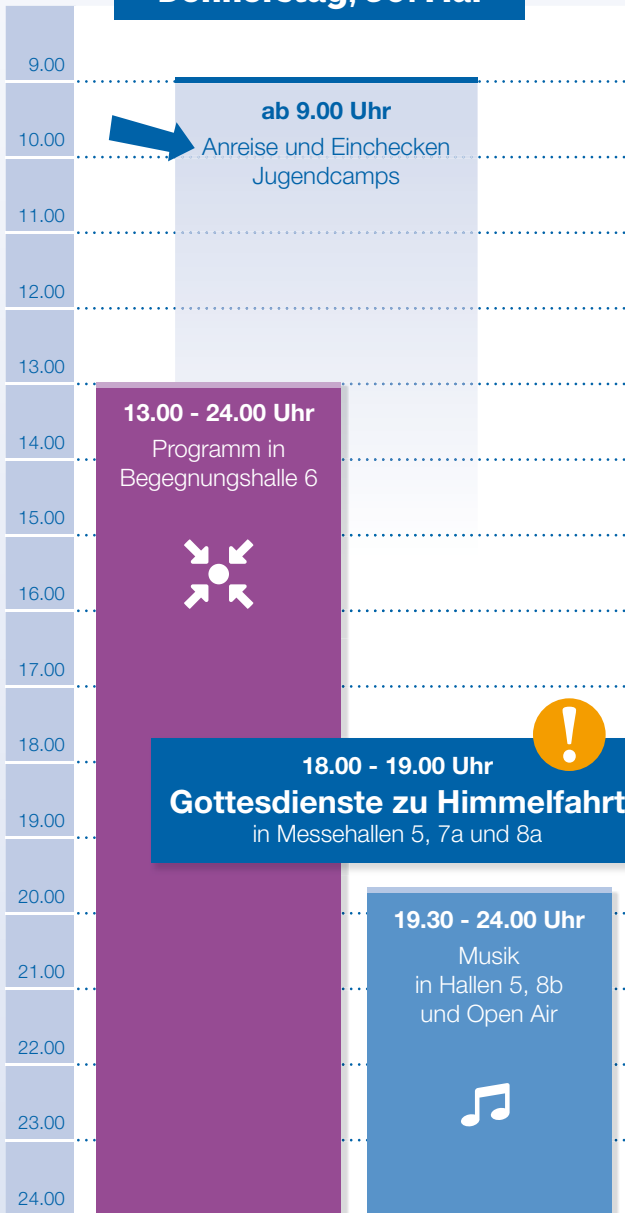 9.00
10.00
11.00
12.00
13.00
14.00
15.00
16.00
17.00
18.00
19.00
20.00
21.00
22.00
23.00
24.00
ab 9.00 Uhr
Anreise und Einchecken
Jugendcamps
13.00 - 24.00 Uhr
Programm in
Begegnungshalle 6
18.00 - 19.00 Uhr
Gottesdienste zu Himmelfahrt
in Messehallen 5, 7a und 8a
!
19.30 - 24.00 Uhr
Musik
in Hallen 5, 8b
und Open Air